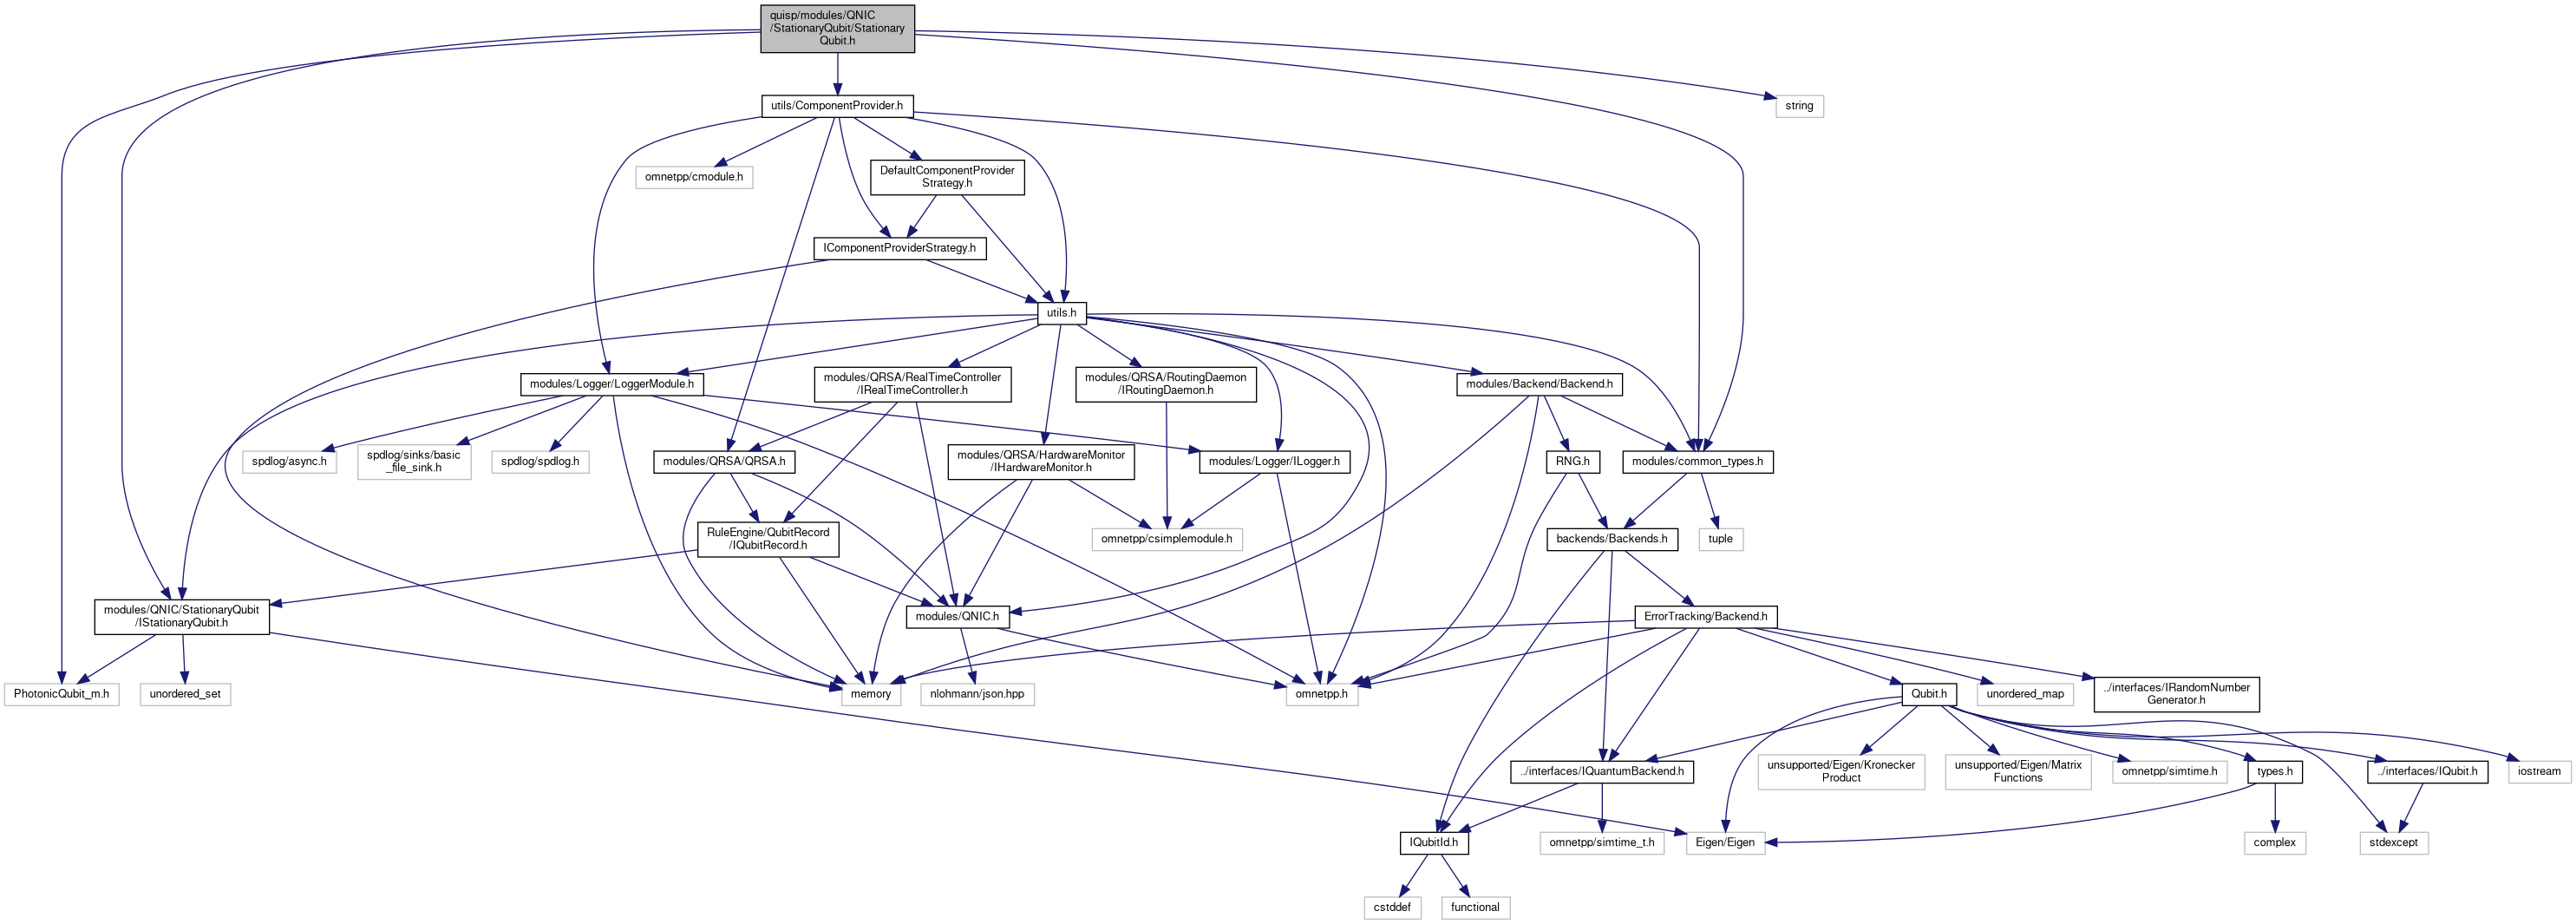 quisp/modules/QNIC
/StationaryQubit/Stationary
Qubit.h
utils/ComponentProvider.h
string
omnetpp/cmodule.h
DefaultComponentProvider
Strategy.h
IComponentProviderStrategy.h
utils.h
modules/Logger/LoggerModule.h
modules/QRSA/RealTimeController
/IRealTimeController.h
modules/QRSA/RoutingDaemon
/IRoutingDaemon.h
modules/Backend/Backend.h
spdlog/async.h
spdlog/sinks/basic
_file_sink.h
spdlog/spdlog.h
modules/QRSA/QRSA.h
modules/QRSA/HardwareMonitor
/IHardwareMonitor.h
modules/Logger/ILogger.h
RNG.h
modules/common_types.h
RuleEngine/QubitRecord
/IQubitRecord.h
omnetpp/csimplemodule.h
backends/Backends.h
tuple
modules/QNIC/StationaryQubit
/IStationaryQubit.h
modules/QNIC.h
ErrorTracking/Backend.h
PhotonicQubit_m.h
unordered_set
memory
nlohmann/json.hpp
omnetpp.h
Qubit.h
unordered_map
../interfaces/IRandomNumber
Generator.h
../interfaces/IQuantumBackend.h
unsupported/Eigen/Kronecker
Product
unsupported/Eigen/Matrix
Functions
omnetpp/simtime.h
types.h
../interfaces/IQubit.h
iostream
IQubitId.h
omnetpp/simtime_t.h
Eigen/Eigen
complex
stdexcept
cstddef
functional